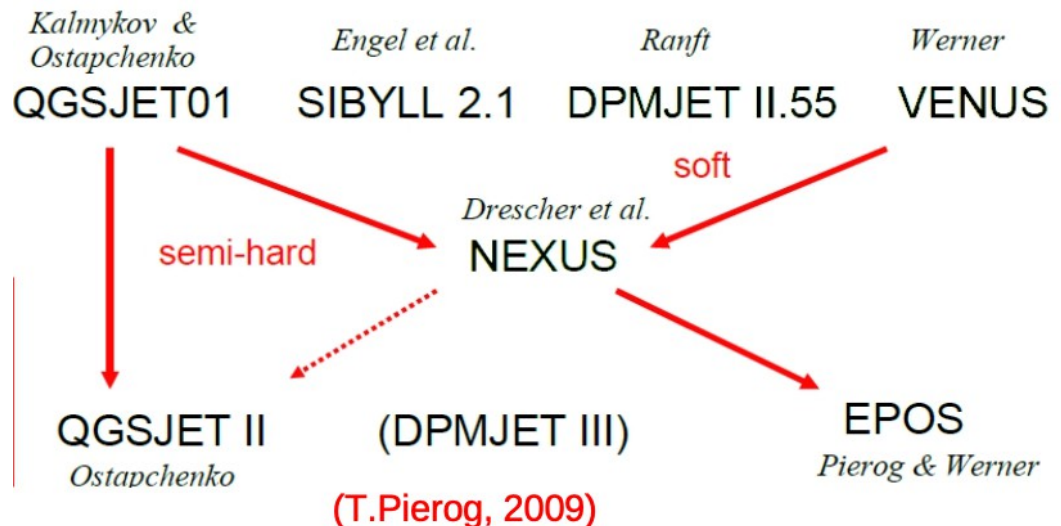 Kalmykov &
Ostapchenko
Engel et al.
Ranft
Werner
QGSJET01
SIBYLL 2.1
DPMJET II.55
VENUS
soft
Drescher et al.
semi-hard
NEXUS
QGSJET II
(DPMJET III)
EPOS
Ostapchenko
Pierog & Werner
(T.Pierog, 2009)